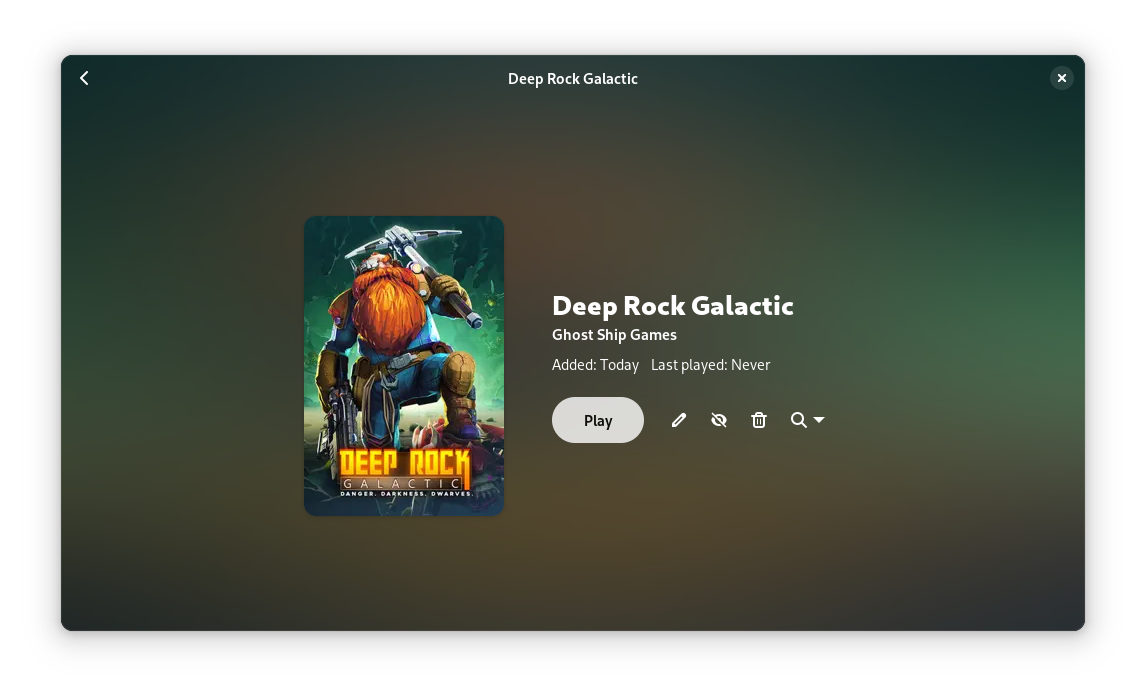 Deep Rock Galactic
DEEP ROCK
GALACTIC
DANGER. DARKNESS. DWARVES.
Deep Rock Galactic
Ghost Ship Games
Added: Today Last played: Never
Play